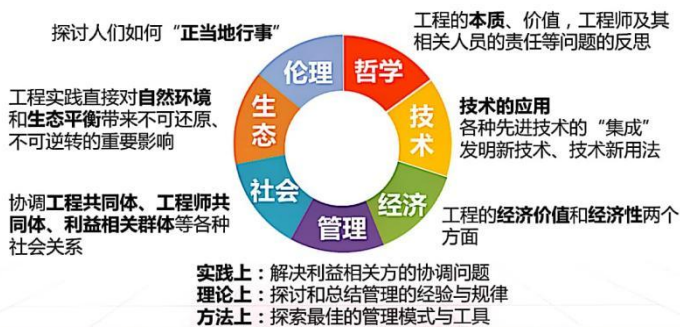 探讨人们如何“正当地行事”
工程的本质、价值，工程师及其
相关人员的责任等问题的反思
伦理
哲学
工程实践直接对自然环境
和生态平衡带来不可还原、
不可逆转的重要影响
生态
技术
技术的应用
各种先进技术的“集成”
发明新技术、技术新用法
协调工程共同体、工程师共
同体、利益相关群体等各种
社会关系
社会
经济
管理
工程的经济价值和经济性两个
方面
实践上：解决利益相关方的协调问题
理论上：探讨和总结管理的经验与规律
方法上：探索最佳的管理模式与工具